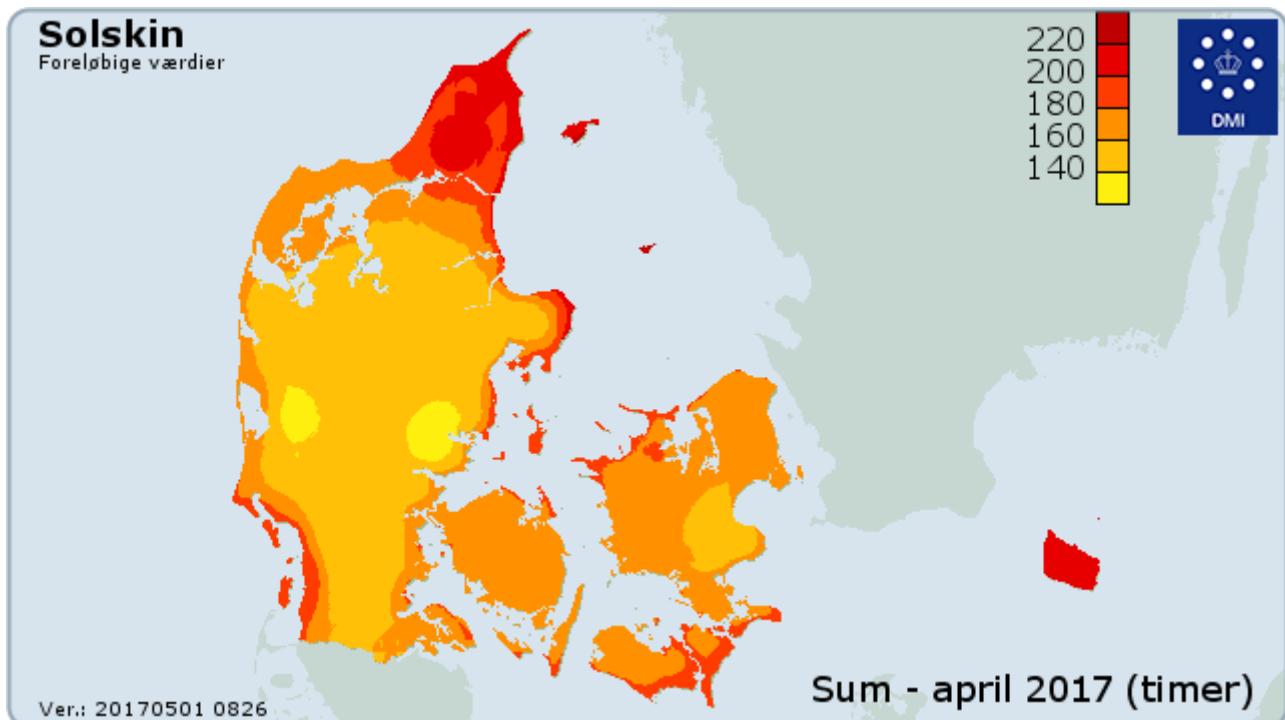 Solskin
Foreløbige værdier
220
200
180
160
140
DMI
Sum - april 2017 (timer)
Ver.: 20170501 0826